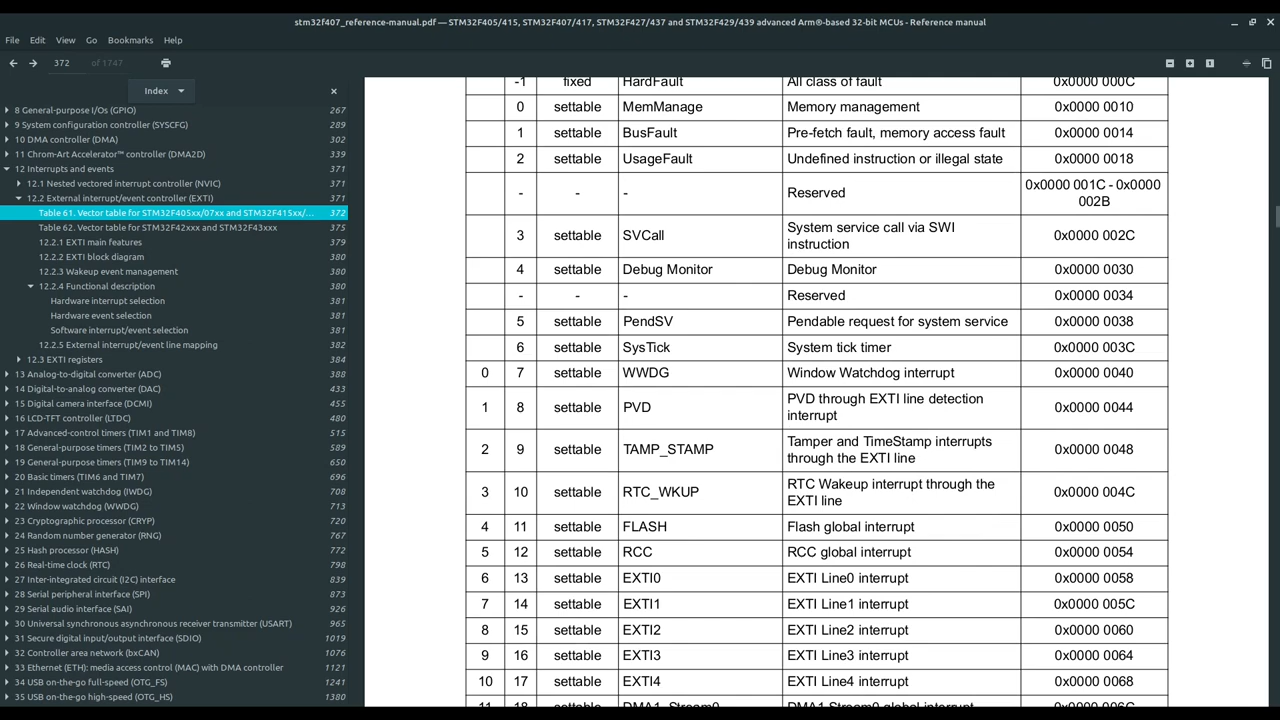 stm32f407_reference-manual.pdf — STM32F405/415, STM32F407/417, STM32F427/437 and STM32F429/439 advanced Arm®-based 32-bit MCUs - Reference manual
File Edit View Go Bookmarks Help
372 of 1747
Index
8 General-purpose I/Os (GPIO) 267
9 System configuration controller (SYSCFG) 289
10 DMA controller (DMA) 302
11 Chrom-Art Accelerator™ controller (DMA2D) 339
12 Interrupts and events 371
12.1 Nested vectored interrupt controller (NVIC) 371
12.2 External interrupt/event controller (EXTI) 371
Table 61. Vector table for STM32F405xx/07xx and STM32F415xx/... 372
Table 62. Vector table for STM32F42xxx and STM32F43xxx 375
12.2.1 EXTI main features 379
12.2.2 EXTI block diagram 380
12.2.3 Wakeup event management 380
12.2.4 Functional description 380
Hardware interrupt selection 381
Hardware event selection 381
Software interrupt/event selection 381
12.2.5 External interrupt/event line mapping 382
12.3 EXTI registers 384
13 Analog-to-digital converter (ADC) 388
14 Digital-to-analog converter (DAC) 433
15 Digital camera interface (DCMI) 455
16 LCD-TFT controller (LTDC) 480
17 Advanced-control timers (TIM1 and TIM8) 515
18 General-purpose timers (TIM2 to TIM5) 589
19 General-purpose timers (TIM9 to TIM14) 650
20 Basic timers (TIM6 and TIM7) 696
21 Independent watchdog (IWDG) 708
22 Window watchdog (WWDG) 713
23 Cryptographic processor (CRYP) 720
24 Random number generator (RNG) 767
25 Hash processor (HASH) 772
26 Real-time clock (RTC) 798
27 Inter-integrated circuit (I2C) interface 839
28 Serial peripheral interface (SPI) 873
29 Serial audio interface (SAI) 926
30 Universal synchronous asynchronous receiver transmitter (USART) 965
31 Secure digital input/output interface (SDIO) 1019
32 Controller area network (bxCAN) 1076
33 Ethernet (ETH): media access control (MAC) with DMA controller 1121
34 USB on-the-go full-speed (OTG_FS) 1241
35 USB on-the-go high-speed (OTG_HS) 1380
-1 fixed HardFault All class of fault 0x0000 000C
0 settable MemManage Memory management 0x0000 0010
1 settable BusFault Pre-fetch fault, memory access fault 0x0000 0014
2 settable UsageFault Undefined instruction or illegal state 0x0000 0018
- - - Reserved 0x0000 001C - 0x0000
002B
3 settable SVCall System service call via SWI
instruction 0x0000 002C
4 settable Debug Monitor Debug Monitor 0x0000 0030
- - - Reserved 0x0000 0034
5 settable PendSV Pendable request for system service 0x0000 0038
6 settable SysTick System tick timer 0x0000 003C
0 7 settable WWDG Window Watchdog interrupt 0x0000 0040
1 8 settable PVD PVD through EXTI line detection
interrupt 0x0000 0044
2 9 settable TAMP_STAMP Tamper and TimeStamp interrupts
through the EXTI line 0x0000 0048
3 10 settable RTC_WKUP RTC Wakeup interrupt through the
EXTI line 0x0000 004C
4 11 settable FLASH Flash global interrupt 0x0000 0050
5 12 settable RCC RCC global interrupt 0x0000 0054
6 13 settable EXTI0 EXTI Line0 interrupt 0x0000 0058
7 14 settable EXTI1 EXTI Line1 interrupt 0x0000 005C
8 15 settable EXTI2 EXTI Line2 interrupt 0x0000 0060
9 16 settable EXTI3 EXTI Line3 interrupt 0x0000 0064
10 17 settable EXTI4 EXTI Line4 interrupt 0x0000 0068
11 18 settable DMA1_Stream0 DMA1 Stream0 global interrupt 0x0000 006C